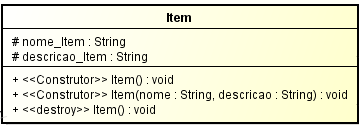 Item
# nome_Item : String
# descricao_Item : String
+ <<Construtor>> Item() : void
+ <<Construtor>> Item(nome : String, descricao : String) : void
+ <<destroy>> Item() : void